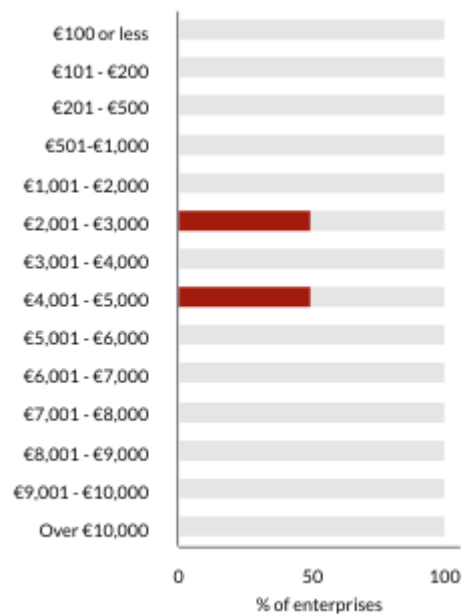 €100 or less
€101 - €200
€201 - €500
€501-€1,000
€1,001 - €2,000
€2,001 - €3,000
€3,001 - €4,000
€4,001 - €5,000
€5,001 - €6,000
€6,001 - €7,000
€7,001 - €8,000
€8,001 - €9,000
€9,001 - €10,000
Over €10,000
0 50 100
% of enterprises